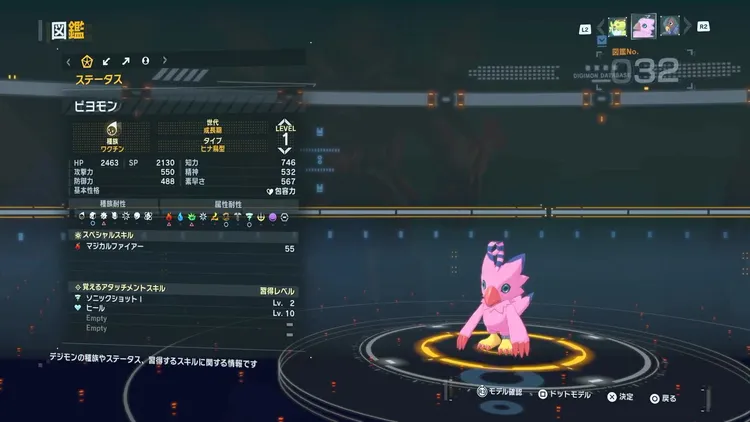 図鑑
L2
R2
図鑑No.
032
DIGIMON DATABASE
ステータス
ピヨモン
種族
ワクチン
世代
成長期
タイプ
ヒナ鳥型
LEVEL
1
HP 2463 SP 2130 知力 746
攻撃力 550 精神 532
防御力 488 素早さ 567
基本性格 包容力
種族耐性 属性耐性
スペシャルスキル
マジカルファイアー 55
覚えるアタッチメントスキル 習得レベル
ソニックショットⅠ Lv. 2
ヒール Lv. 10
Empty
Empty
デジモンの種族やステータス、習得するスキルに関する情報です
モデル確認 ドットモデル 決定 戻る